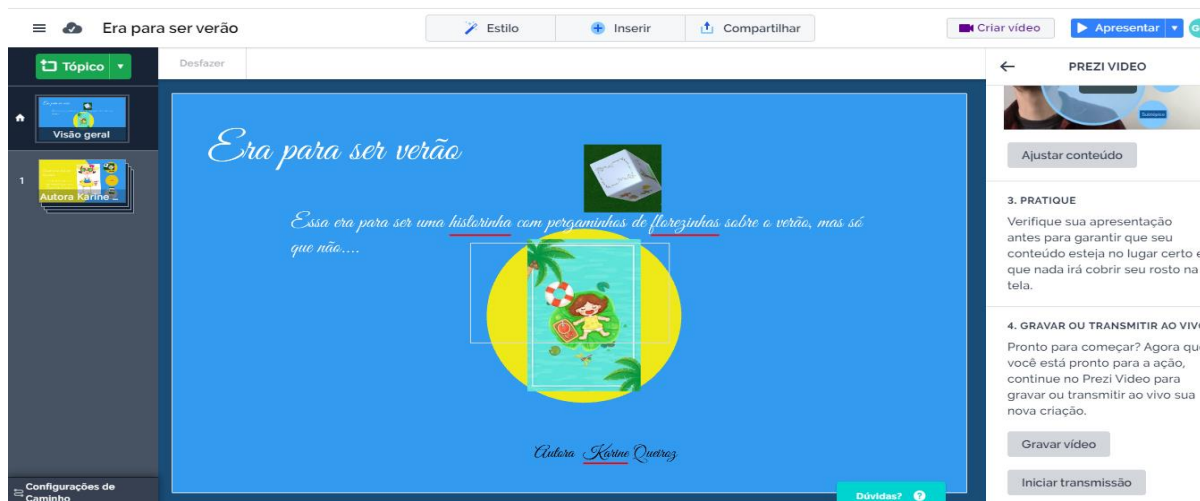 Era para ser verão
Estilo
Inserir
Compartilhar
Criar vídeo
Apresentar
Tópico
Desfazer
PREZI VIDEO
Visão geral
1
Autora Karine
Era para ser verão
Essa era para ser uma historinha com pergaminhos de florezinhas sobre o verão, mas só
que não....
Autora Karine Queiroz
Ajustar conteúdo
3. PRATIQUE
Verifique sua apresentação
antes para garantir que seu
conteúdo esteja no lugar certo e
que nada irá cobrir seu rosto na
tela.
4. GRAVAR OU TRANSMITIR AO VIVO
Pronto para começar? Agora que
você está pronto para a ação,
continue no Prezi Video para
gravar ou transmitir ao vivo sua
nova criação.
Gravar vídeo
Iniciar transmissão
Configurações de
Caminho
Dúvidas? ?